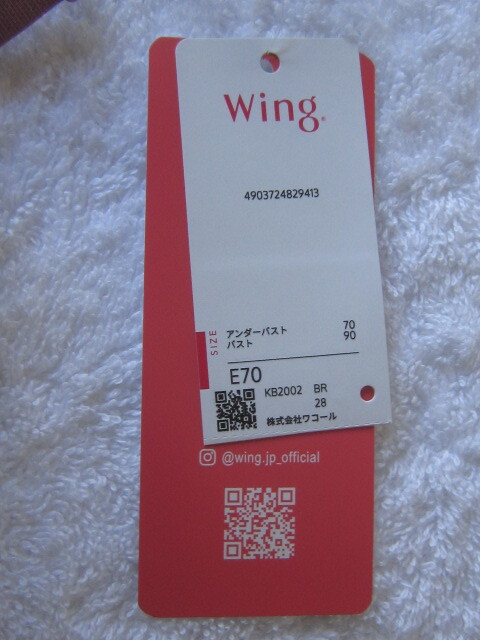 Wing®
4903724829413
SIZE
アンダーバスト 70
バスト 90
E70
KB2002 BR
28
株式会社ワコール
@wing.jp_official